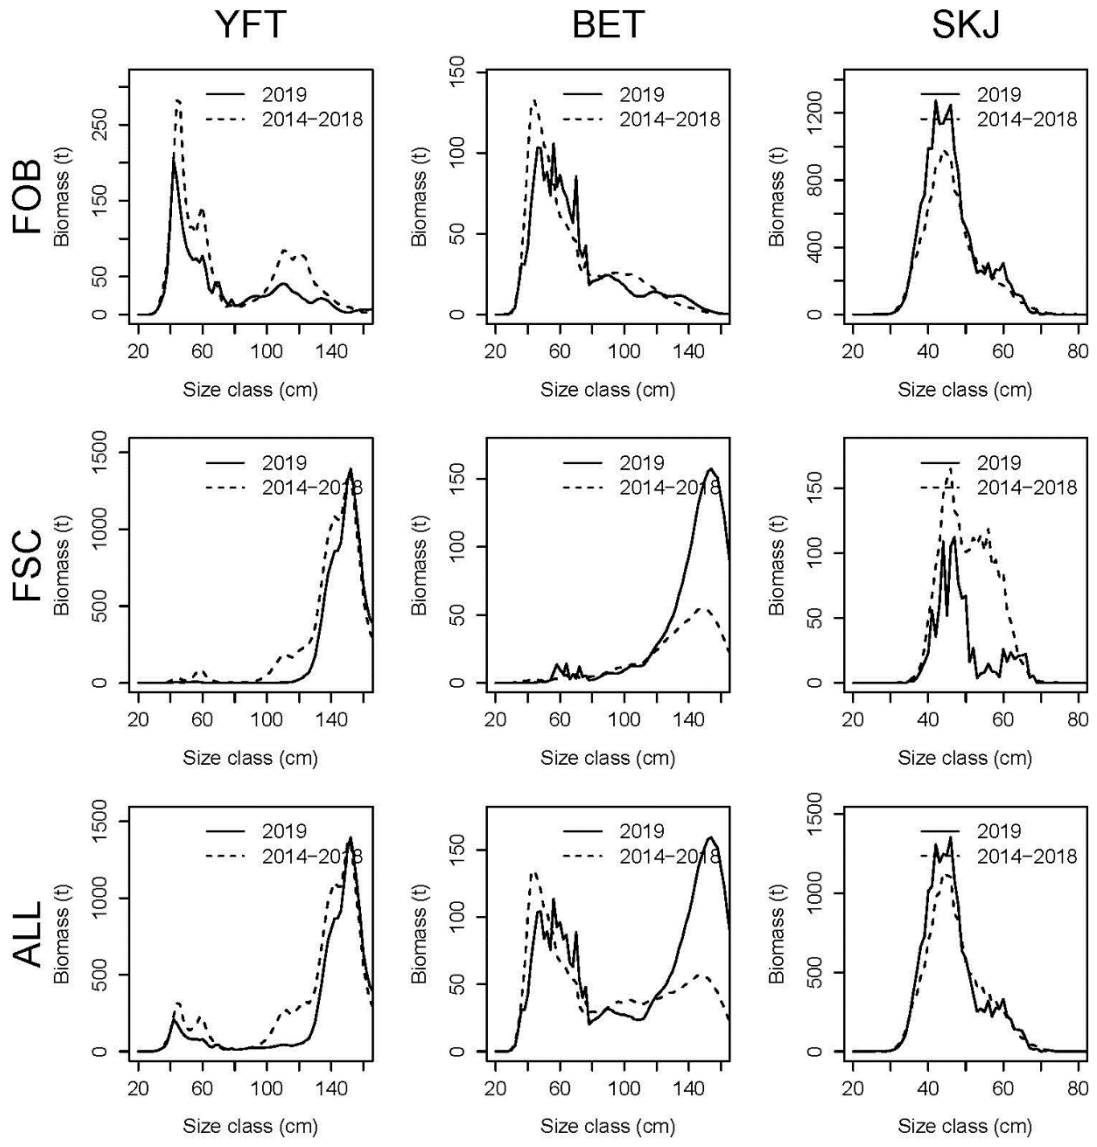 YFT BET SKJ
FOB
Biomass (t)
50 150 250
2019
2014-2018
20 60 100 140
Size class (cm)
Biomass (t)
0 50 100 150
2019
2014-2018
20 60 100 140
Size class (cm)
Biomass (t)
0 400 800 1200
2019
2014-2018
20 40 60 80
Size class (cm)
FSC
Biomass (t)
0 500 1000 1500
2019
2014-2018
20 60 100 140
Size class (cm)
Biomass (t)
0 50 100 150
2019
2014-2018
20 60 100 140
Size class (cm)
Biomass (t)
0 50 100 150
2019
2014-2018
20 40 60 80
Size class (cm)
ALL
Biomass (t)
0 500 1000 1500
2019
2014-2018
20 60 100 140
Size class (cm)
Biomass (t)
0 50 100 150
2019
2014-2018
20 60 100 140
Size class (cm)
Biomass (t)
0 500 1000 1500
2019
2014-2018
20 40 60 80
Size class (cm)